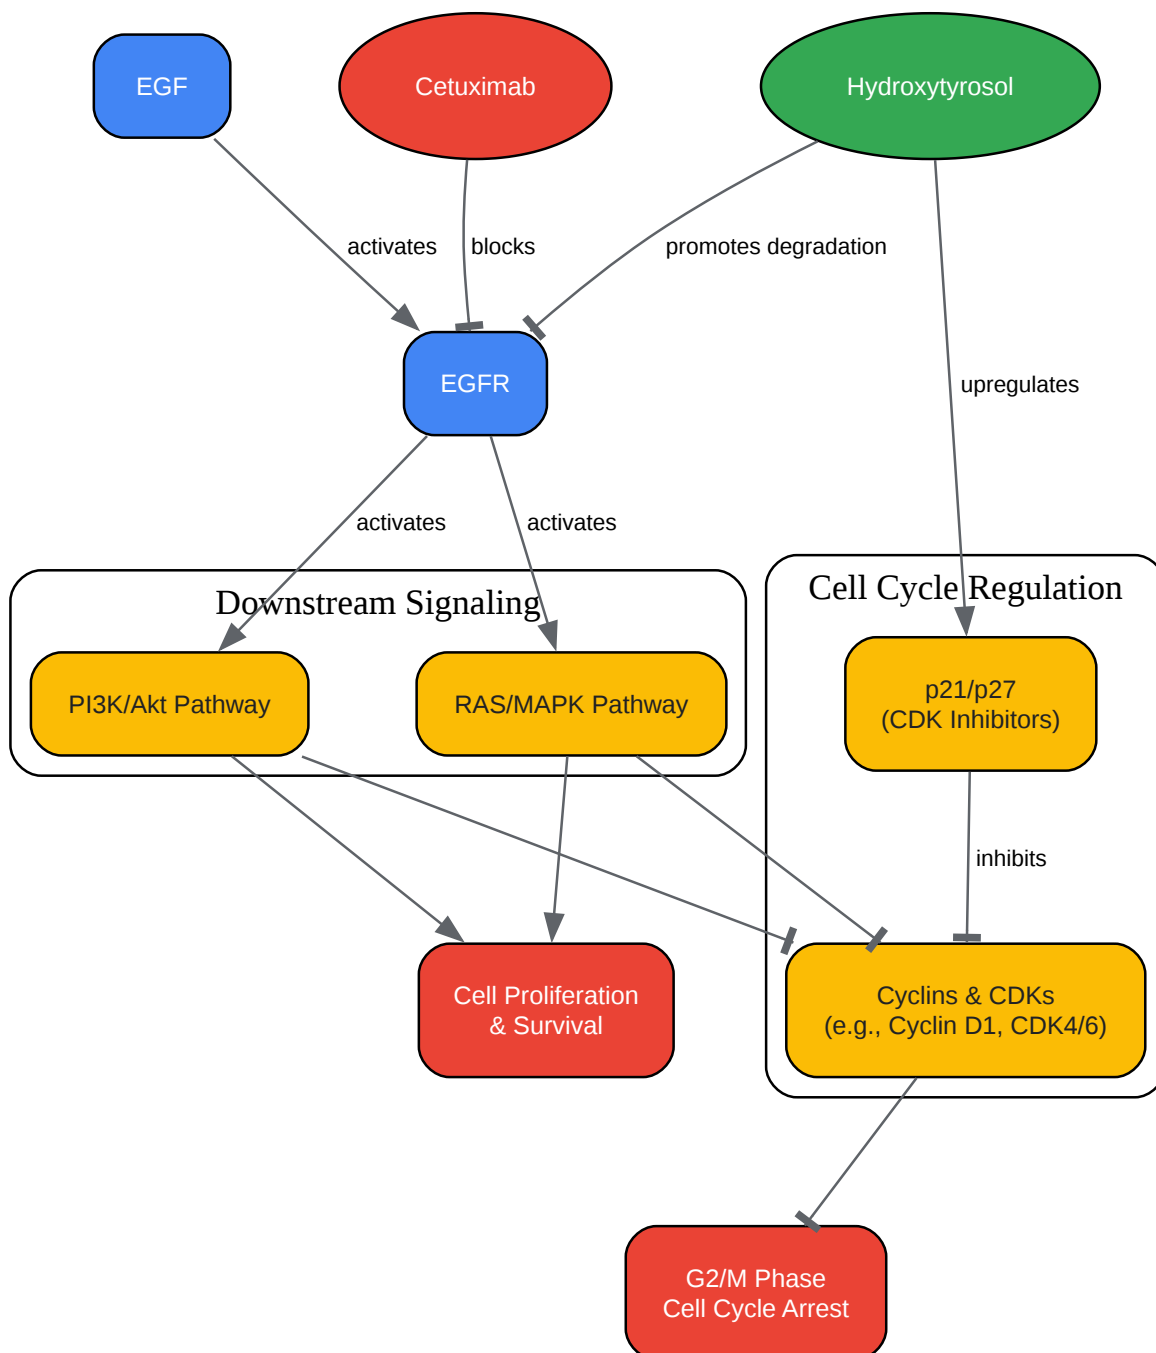 EGF
Cetuximab
Hydroxytyrosol
activates
blocks
promotes degradation
EGFR
upregulates
activates
activates
Downstream Signaling
Cell Cycle Regulation
PI3K/Akt Pathway
RAS/MAPK Pathway
p21/p27
(CDK Inhibitors)
inhibits
Cell Proliferation
& Survival
Cyclins & CDKs
(e.g., Cyclin D1, CDK4/6)
G2/M Phase
Cell Cycle Arrest